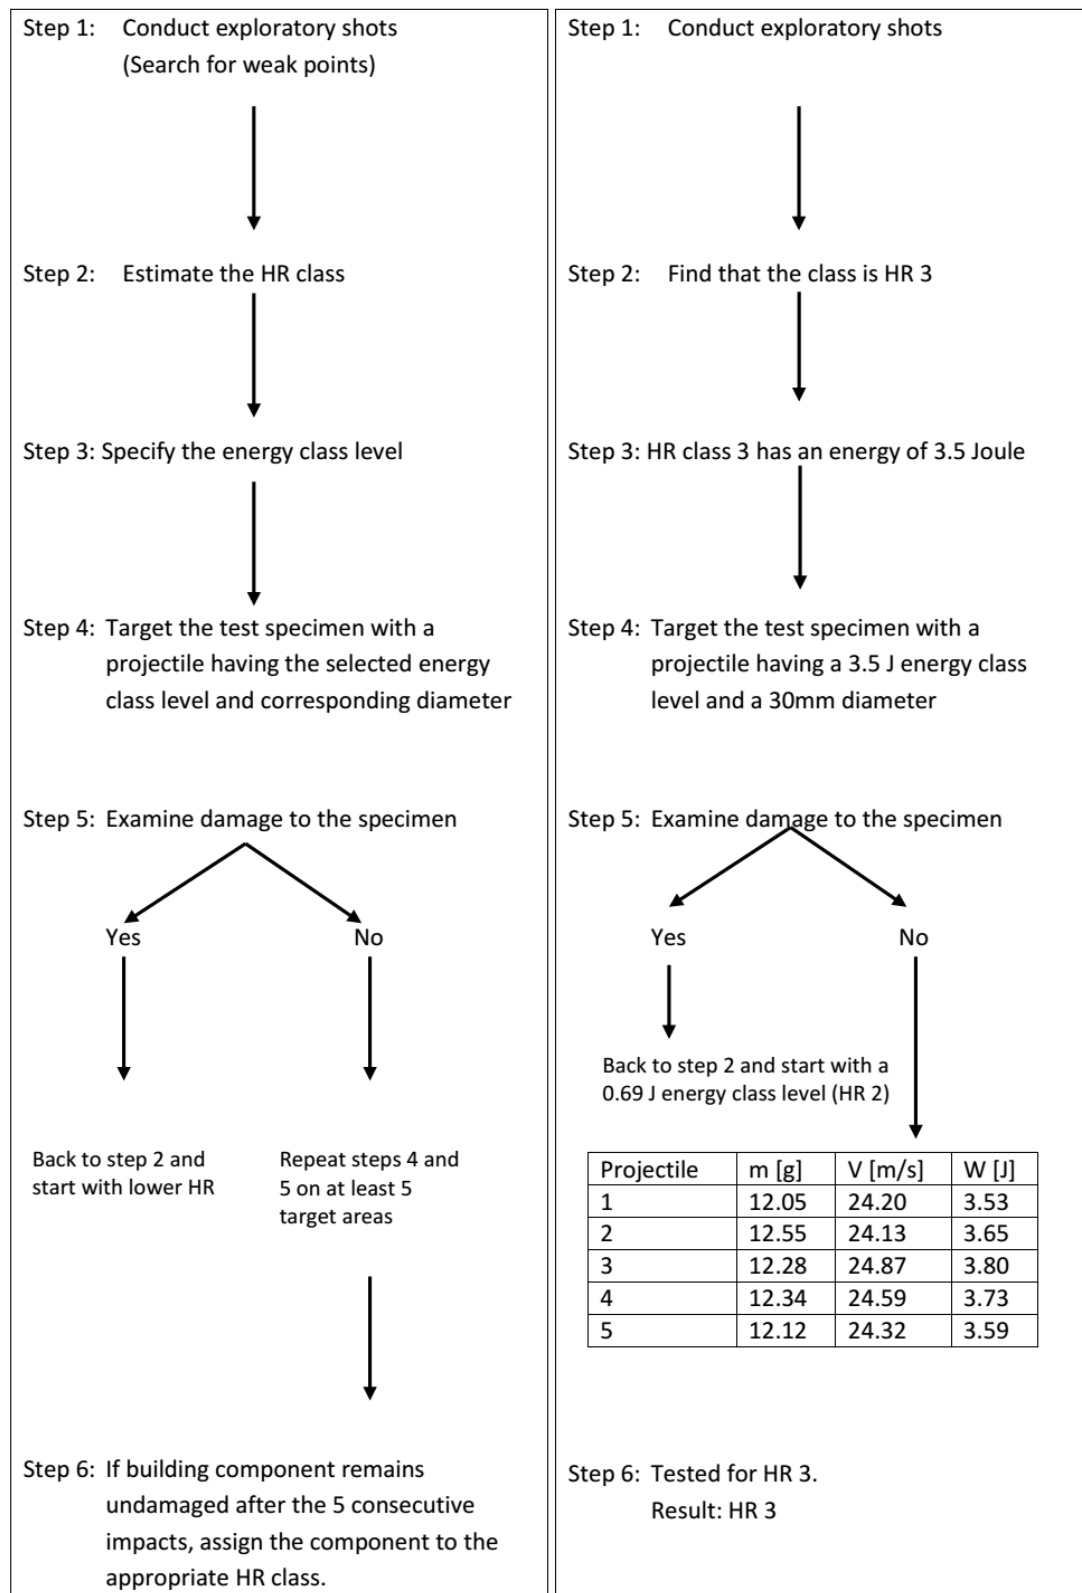 Step 1: Conduct exploratory shots
(Search for weak points)
Step 2: Estimate the HR class
Step 3: Specify the energy class level
Step 4: Target the test specimen with a
projectile having the selected energy
class level and corresponding diameter
Step 5: Examine damage to the specimen
Yes No
Back to step 2 and
start with lower HR
Repeat steps 4 and
5 on at least 5
target areas
Step 6: If building component remains
undamaged after the 5 consecutive
impacts, assign the component to the
appropriate HR class.
Step 1: Conduct exploratory shots
Step 2: Find that the class is HR 3
Step 3: HR class 3 has an energy of 3.5 Joule
Step 4: Target the test specimen with a
projectile having a 3.5 J energy class
level and a 30mm diameter
Step 5: Examine damage to the specimen
Yes No
Back to step 2 and start with a
0.69 J energy class level (HR 2)
Projectile m [g] V [m/s] W [J]
1 12.05 24.20 3.53
2 12.55 24.13 3.65
3 12.28 24.87 3.80
4 12.34 24.59 3.73
5 12.12 24.32 3.59
Step 6: Tested for HR 3.
Result: HR 3